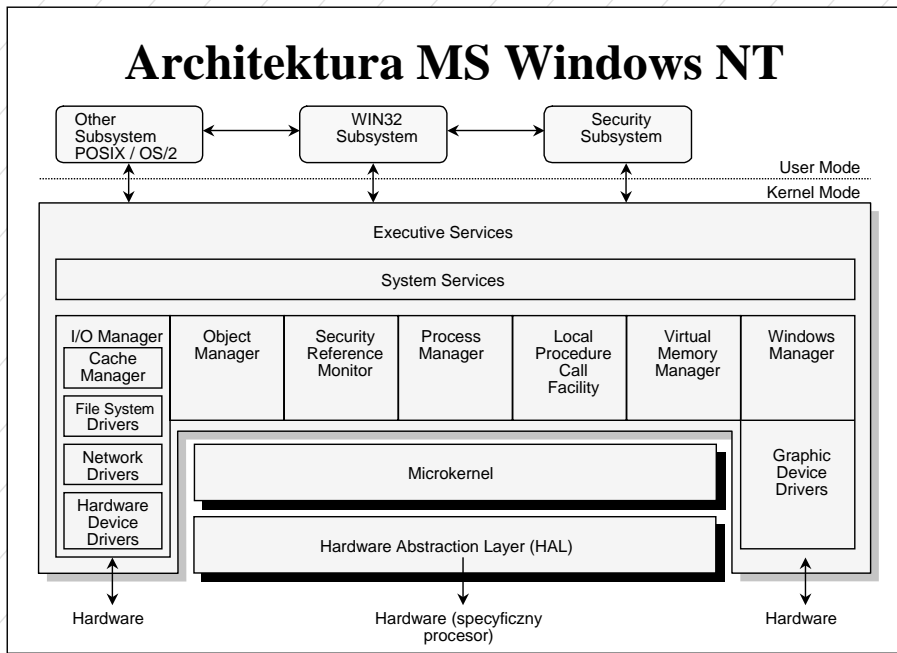 Architektura MS Windows NT
Other
Subsystem
POSIX / OS/2
WIN32
Subsystem
Security
Subsystem
User Mode
Kernel Mode
Executive Services
System Services
I/O Manager
Cache
Manager
File System
Drivers
Network
Drivers
Hardware
Device
Drivers
Object
Manager
Security
Reference
Monitor
Process
Manager
Local
Procedure
Call
Facility
Virtual
Memory
Manager
Windows
Manager
Graphic
Device
Drivers
Microkernel
Hardware Abstraction Layer (HAL)
Hardware
Hardware (specyficzny
procesor)
Hardware